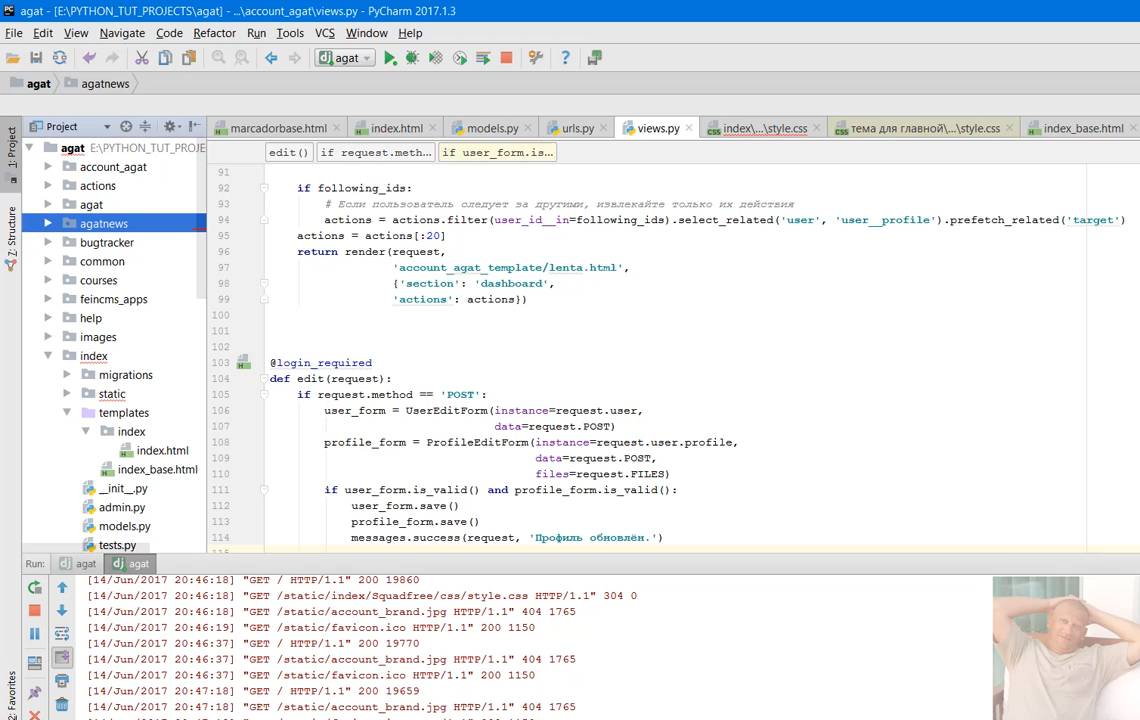 agat - [E:\PYTHON_TUT_PROJECTS\agat] - ...\account_agat\views.py - PyCharm 2017.1.3
File Edit View Navigate Code Refactor Run Tools VCS Window Help
agat
agat agatnews
1: Project
Z: Structure
2: Favorites
Project
marcadorbase.html index.html models.py urls.py views.py index\...\style.css тема для главной\...\style.css index_base.html
agat E:\PYTHON_TUT_PROJE
account_agat
actions
agat
agatnews
bugtracker
common
courses
feincms_apps
help
images
index
migrations
static
templates
index
index.html
index_base.html
__init__.py
admin.py
models.py
tests.py
edit() if request.meth... if user_form.is...
91
92 if following_ids:
93 # Если пользователь следует за другими, извлекайте только их действия
94 actions = actions.filter(user_id__in=following_ids).select_related('user', 'user__profile').prefetch_related('target')
95 actions = actions[:20]
96 return render(request,
97 'account_agat_template/lenta.html',
98 {'section': 'dashboard',
99 'actions': actions})
100
101
102
103 @login_required
104 def edit(request):
105 if request.method == 'POST':
106 user_form = UserEditForm(instance=request.user,
107 data=request.POST)
108 profile_form = ProfileEditForm(instance=request.user.profile,
109 data=request.POST,
110 files=request.FILES)
111 if user_form.is_valid() and profile_form.is_valid():
112 user_form.save()
113 profile_form.save()
114 messages.success(request, 'Профиль обновлён.')
Run: agat agat
[14/Jun/2017 20:46:18] "GET / HTTP/1.1" 200 19860
[14/Jun/2017 20:46:18] "GET /static/index/Squadfree/css/style.css HTTP/1.1" 304 0
[14/Jun/2017 20:46:18] "GET /static/account_brand.jpg HTTP/1.1" 404 1765
[14/Jun/2017 20:46:19] "GET /static/favicon.ico HTTP/1.1" 200 1150
[14/Jun/2017 20:46:37] "GET / HTTP/1.1" 200 19770
[14/Jun/2017 20:46:37] "GET /static/account_brand.jpg HTTP/1.1" 404 1765
[14/Jun/2017 20:46:37] "GET /static/favicon.ico HTTP/1.1" 200 1150
[14/Jun/2017 20:47:18] "GET / HTTP/1.1" 200 19659
[14/Jun/2017 20:47:18] "GET /static/account_brand.jpg HTTP/1.1" 404 1765